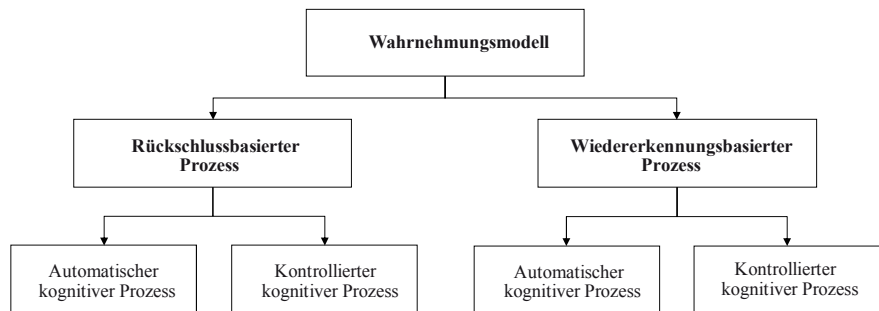 Wahrnehmungsmodell
Rückschlussbasierter
Prozess
Wiedererkennungsbasierter
Prozess
Automatischer
kognitiver Prozess
Kontrollierter
kognitiver Prozess
Automatischer
kognitiver Prozess
Kontrollierter
kognitiver Prozess